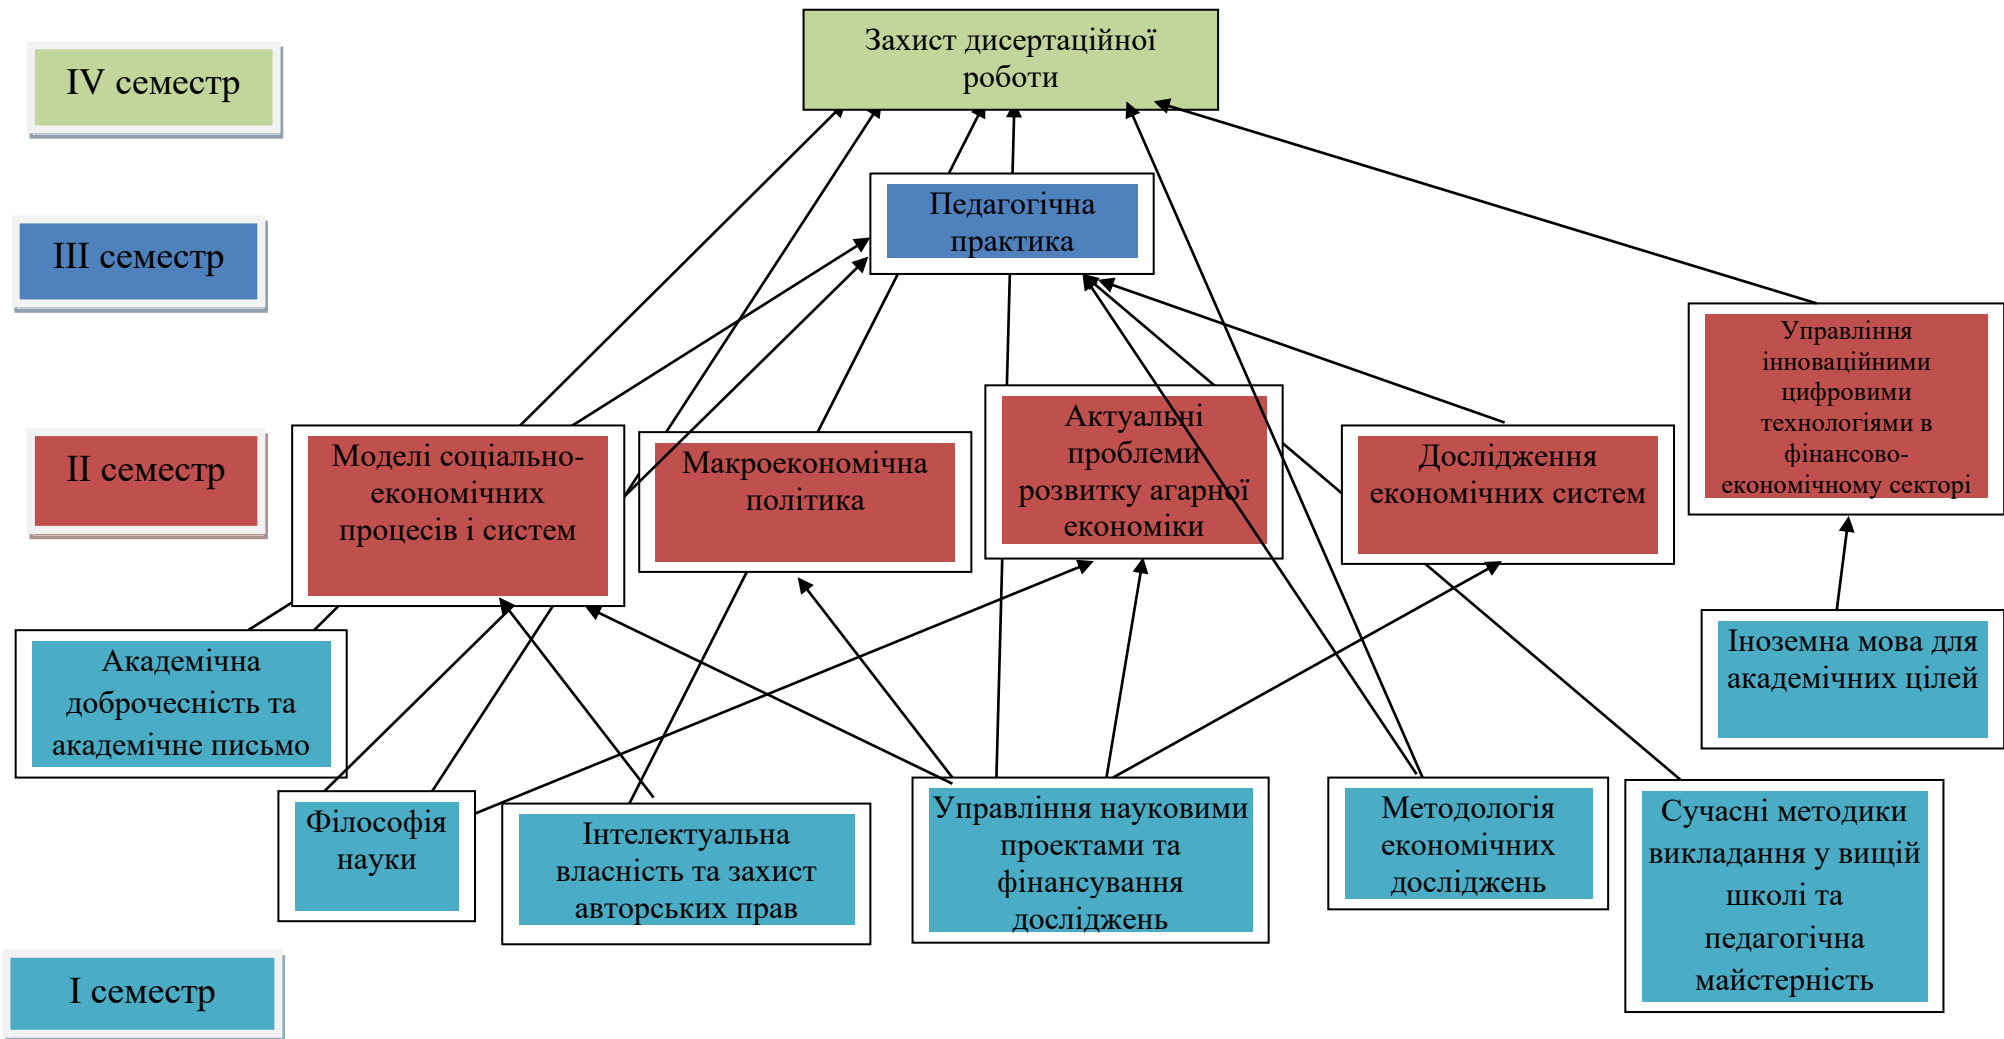 Захист дисертаційної
роботи
IV семестр
Педагогічна
практика
III семестр
Управління
інноваційними
цифровими
технологіями в
фінансово-
економічному секторі
Актуальні
проблеми
розвитку агарної
економіки
II семестр
Моделі соціально-
економічних
процесів і систем
Макроекономічна
політика
Дослідження
економічних систем
Академічна
доброчесність та
академічне письмо
Іноземна мова для
академічних цілей
Філософія
науки
Інтелектуальна
власність та захист
авторських прав
Управління науковими
проектами та
фінансування
досліджень
Методологія
економічних
досліджень
Сучасні методики
викладання у вищій
школі та
педагогічна
майстерність
I семестр